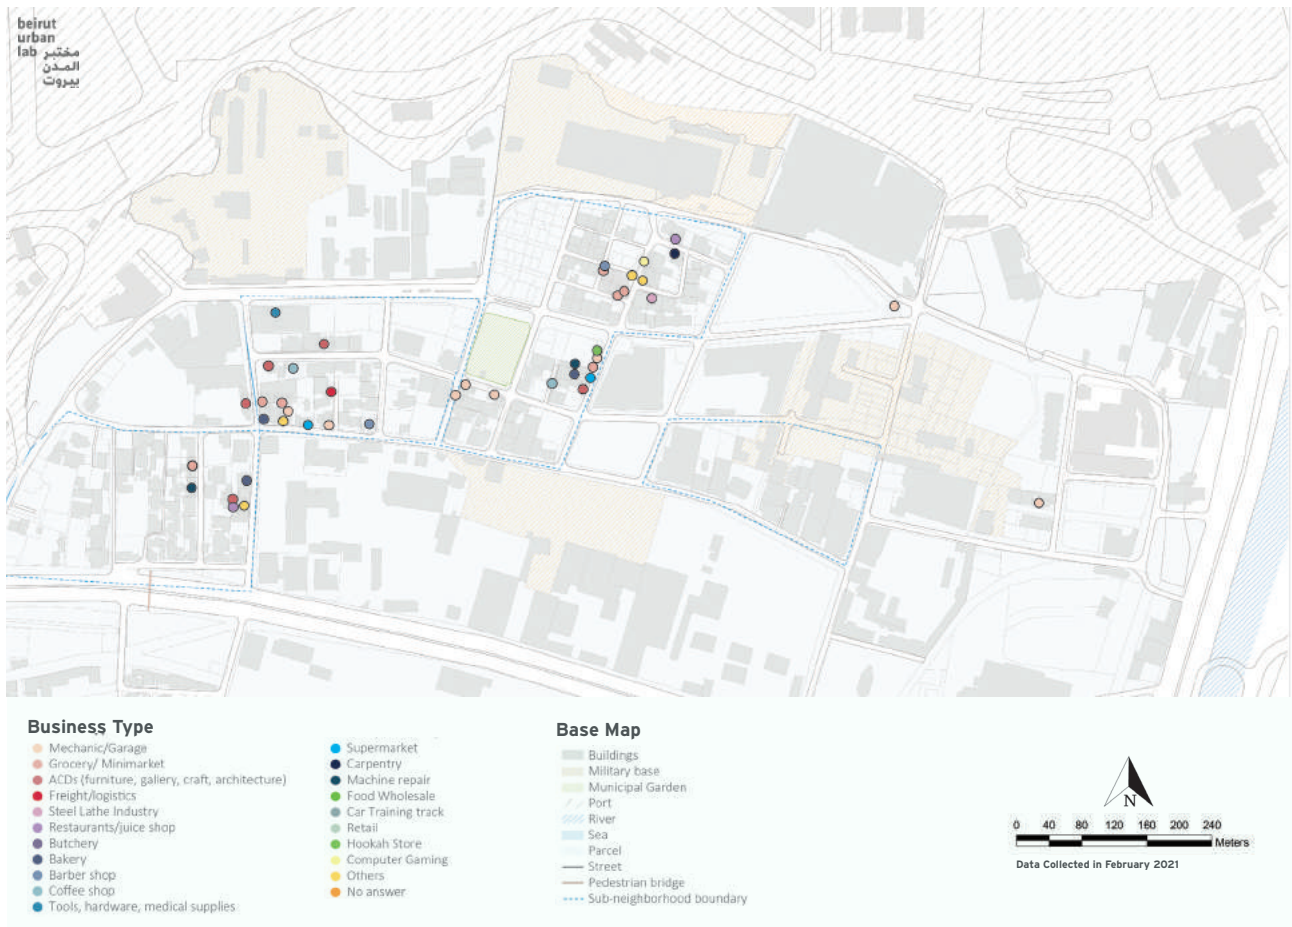 beirut
urban
lab مختبر
المدن
بيروت
Business Type
Mechanic/Garage
Grocery/ Minimarket
ACDs (furniture, gallery, craft, architecture)
Freight/logistics
Steel Lathe Industry
Restaurants/juice shop
Butchery
Bakery
Barber shop
Coffee shop
Tools, hardware, medical supplies
Supermarket
Carpentry
Machine repair
Food Wholesale
Car Training track
Retail
Hookah Store
Computer Gaming
Others
No answer
Base Map
Buildings
Military base
Municipal Garden
Port
River
Sea
Parcel
Street
Pedestrian bridge
Sub-neighborhood boundary
N
0 40 80 120 160 200 240
Meters
Data Collected in February 2021